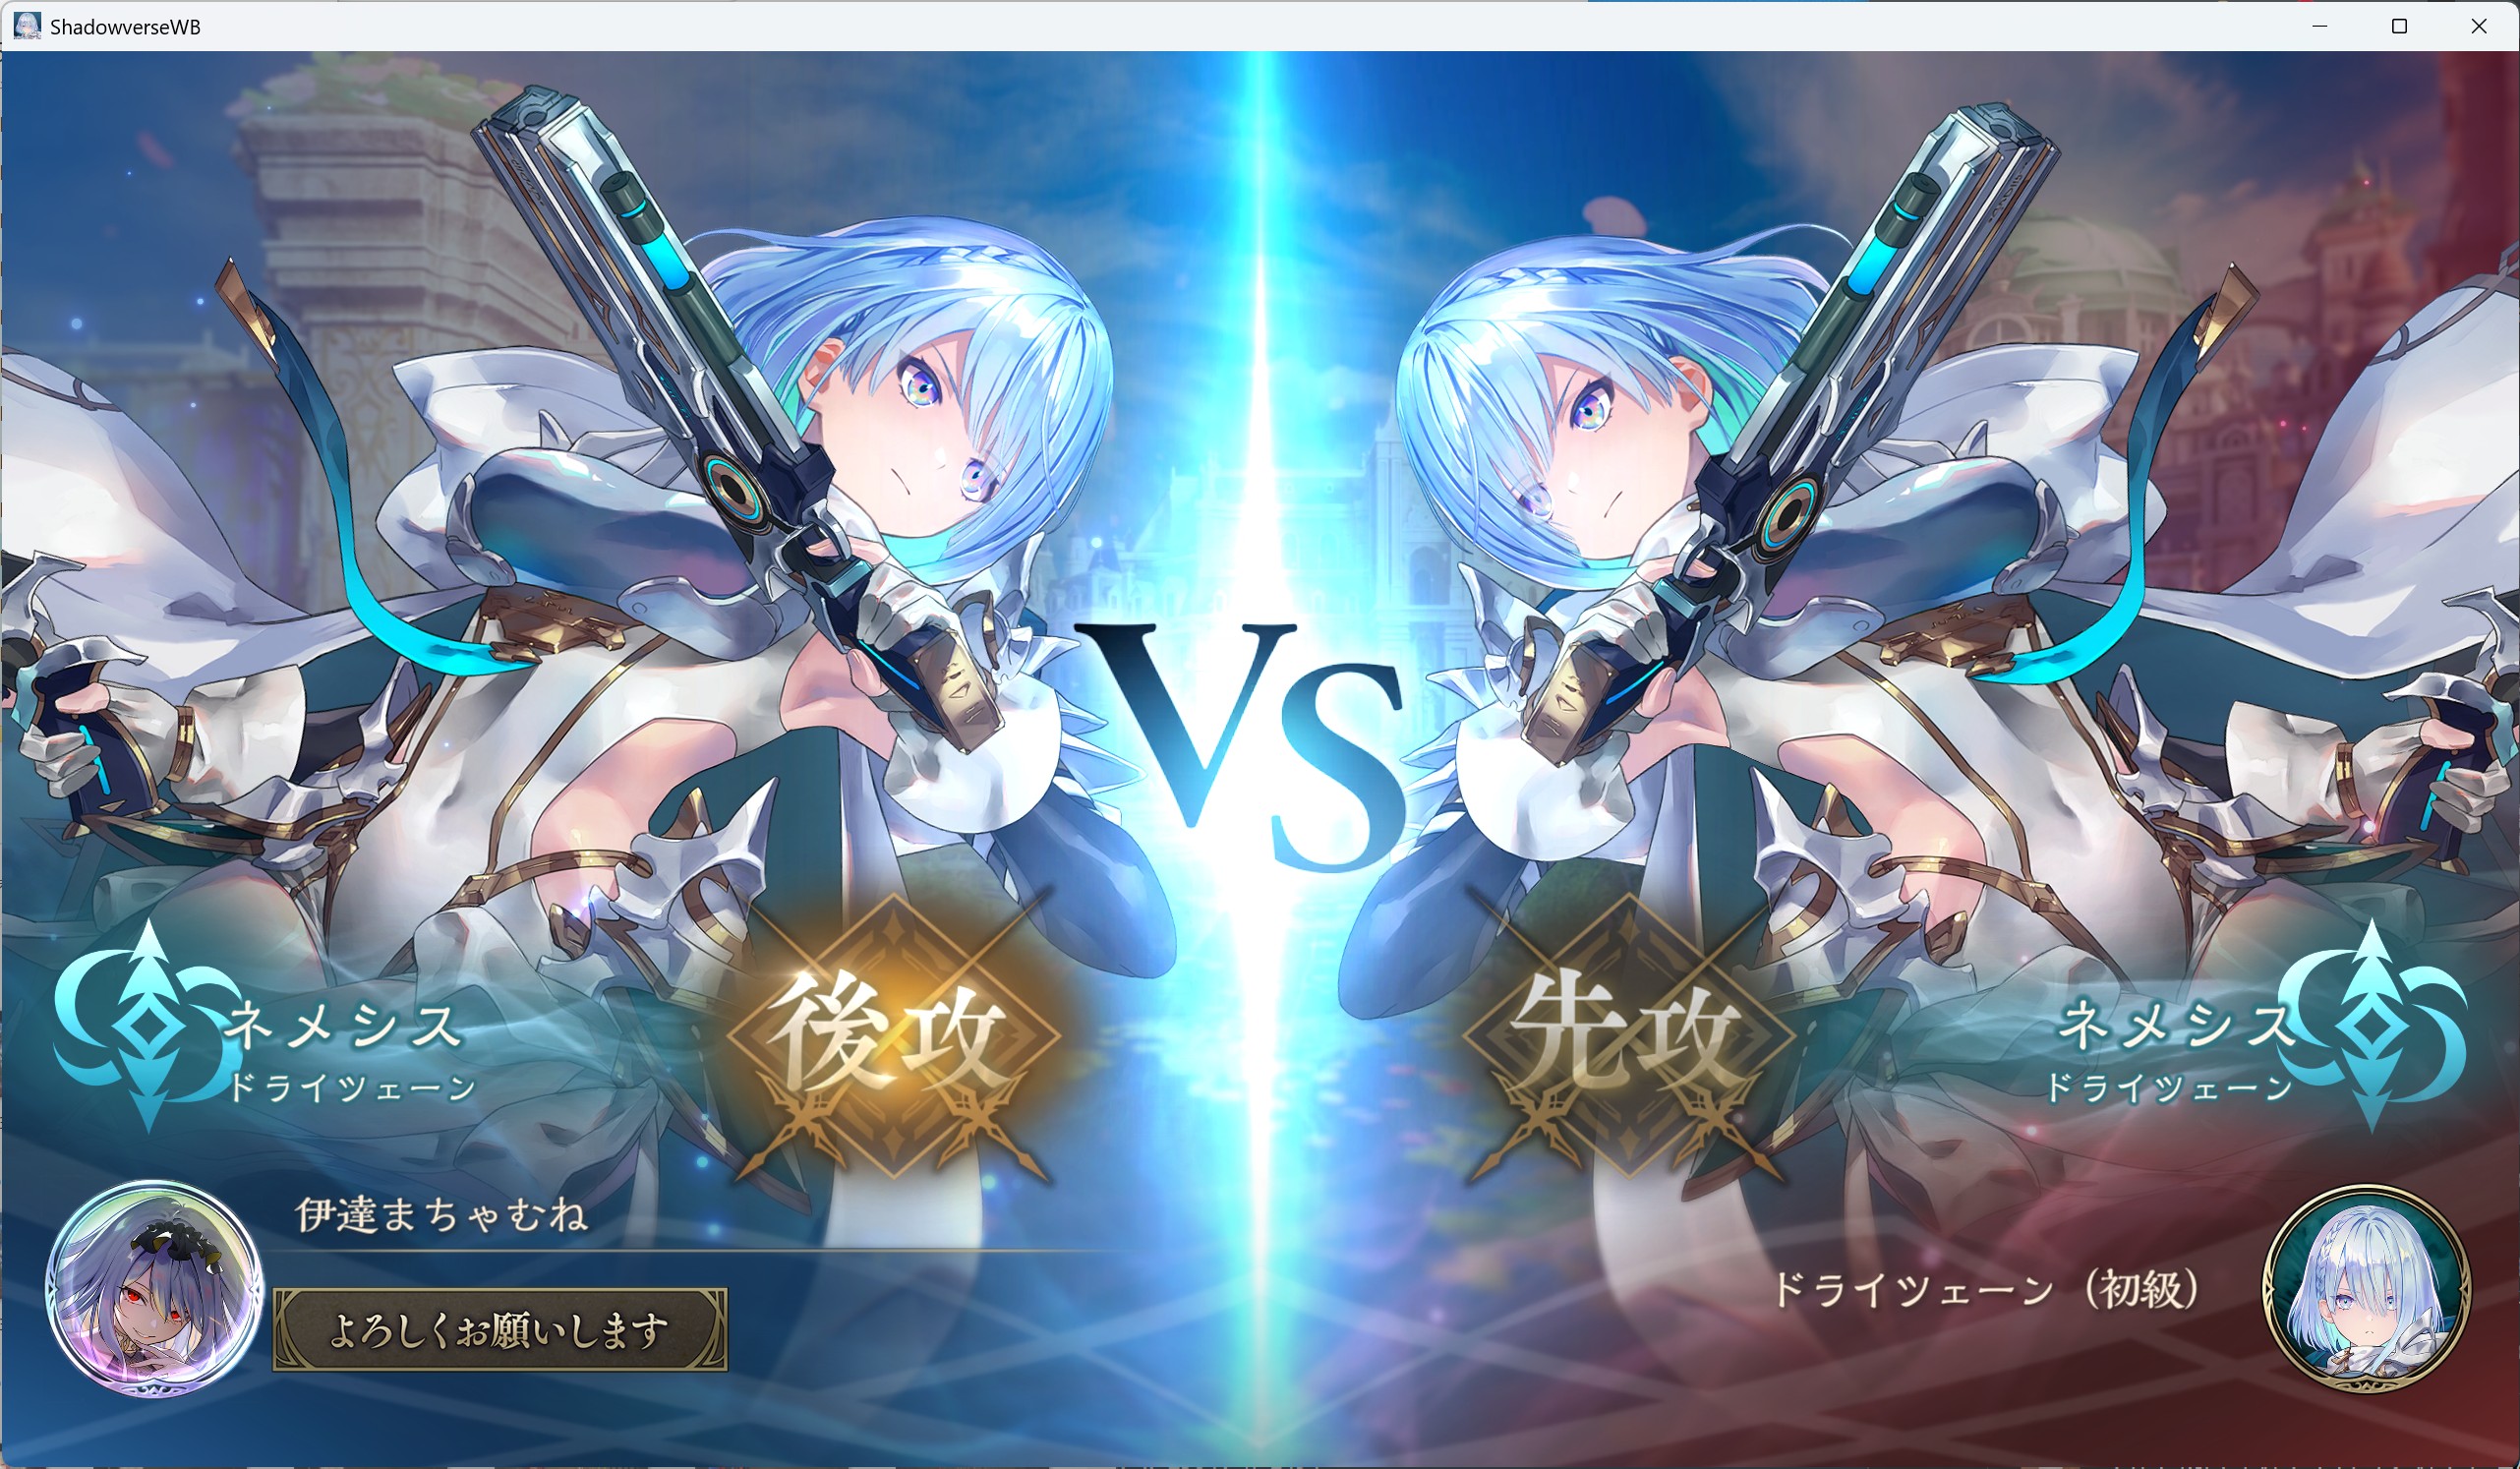 ShadowverseWB
VS
ネメシス
ドライツェーン
後攻
先攻
ネメシス
ドライツェーン
伊達まちゃむね
よろしくお願いします
ドライツェーン（初級）